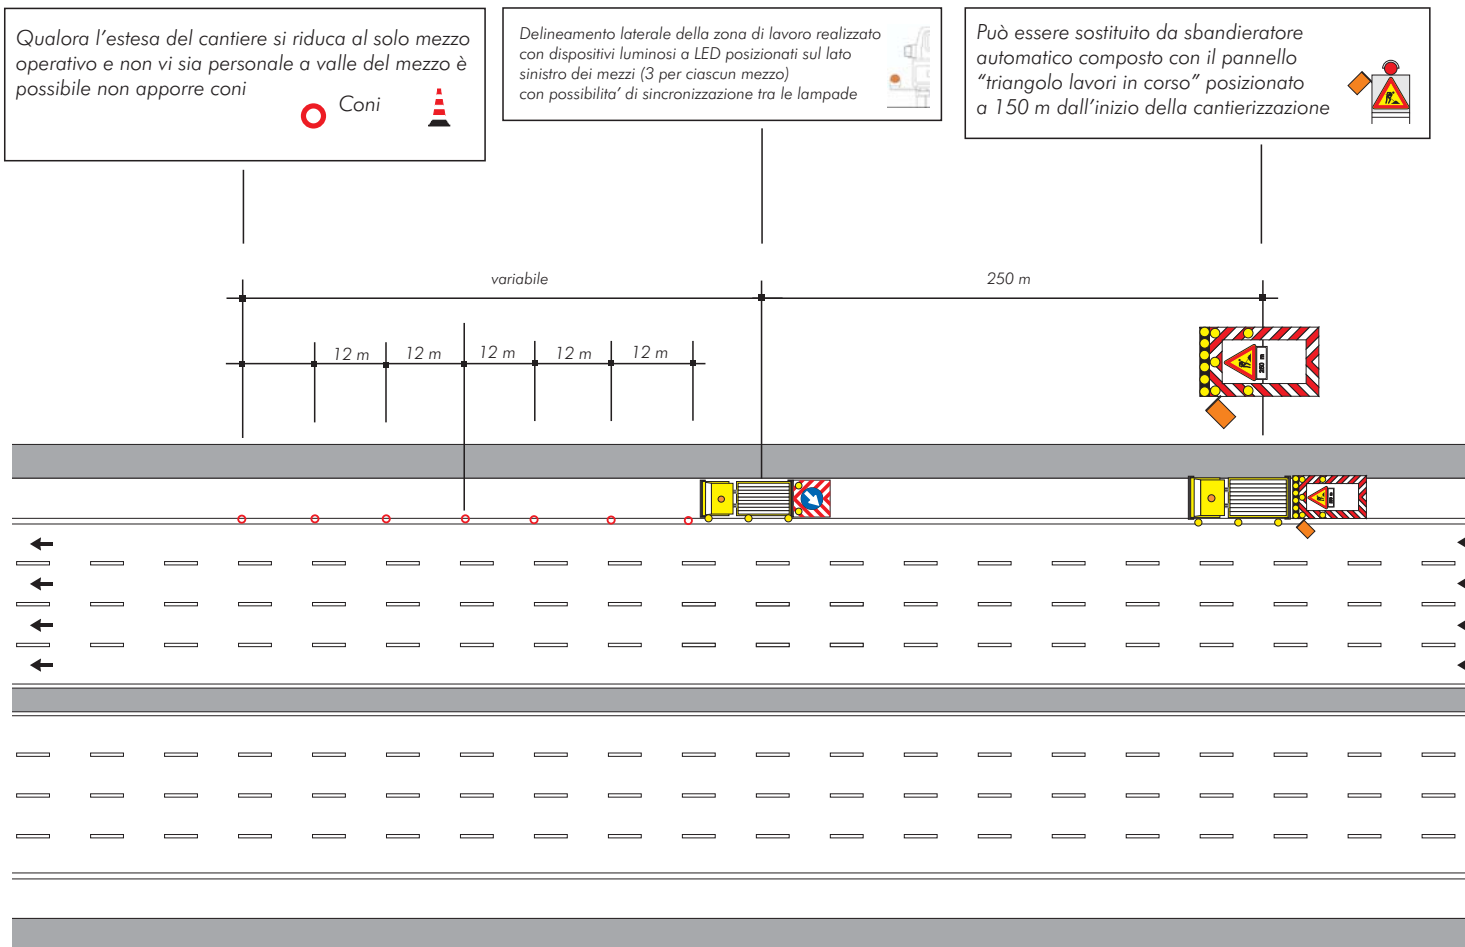 Qualora l'estesa del cantiere si riduca al solo mezzo
operativo e non vi sia personale a valle del mezzo è
possibile non apporre coni
Coni
Delineamento laterale della zona di lavoro realizzato
con dispositivi luminosi a LED posizionati sul lato
sinistro dei mezzi (3 per ciascun mezzo)
con possibilita' di sincronizzazione tra le lampade
Può essere sostituito da sbandieratore
automatico composto con il pannello
"triangolo lavori in corso" posizionato
a 150 m dall'inizio della cantierizzazione
variabile
250 m
12 m
12 m
12 m
12 m
12 m
250 m